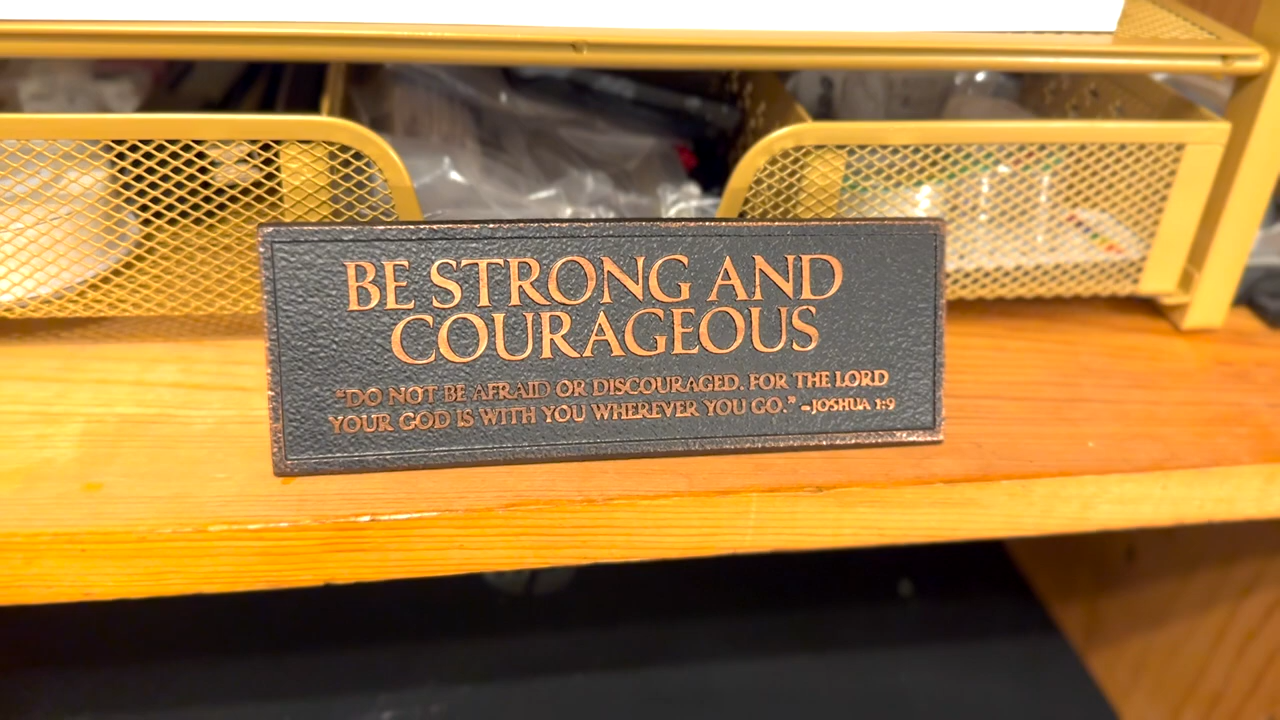 BE STRONG AND
COURAGEOUS
“DO NOT BE AFRAID OR DISCOURAGED. FOR THE LORD
YOUR GOD IS WITH YOU WHEREVER YOU GO.” –JOSHUA 1:9